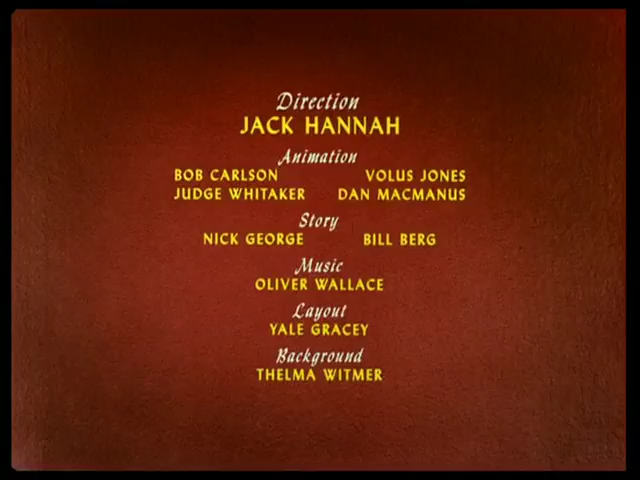 Direction
JACK HANNAH
Animation
BOB CARLSON VOLUS JONES
JUDGE WHITAKER DAN MACMANUS
Story
NICK GEORGE BILL BERG
Music
OLIVER WALLACE
Layout
YALE GRACEY
Background
THELMA WITMER